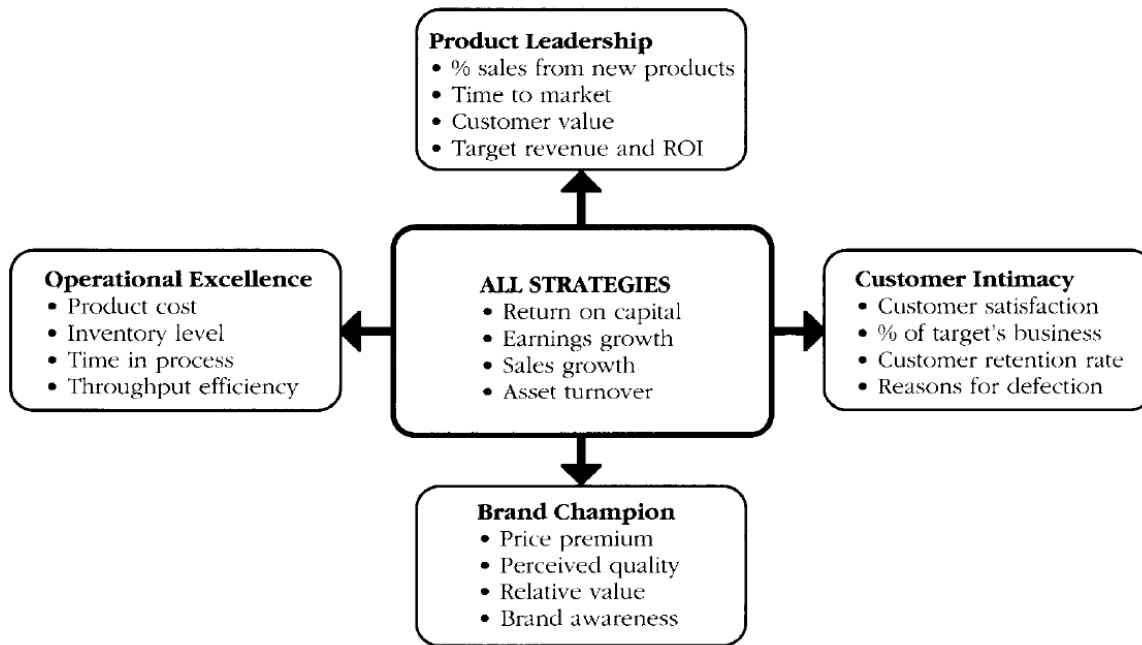 Product Leadership
• % sales from new products
• Time to market
• Customer value
• Target revenue and ROI
Operational Excellence
• Product cost
• Inventory level
• Time in process
• Throughput efficiency
ALL STRATEGIES
• Return on capital
• Earnings growth
• Sales growth
• Asset turnover
Customer Intimacy
• Customer satisfaction
• % of target's business
• Customer retention rate
• Reasons for defection
Brand Champion
• Price premium
• Perceived quality
• Relative value
• Brand awareness